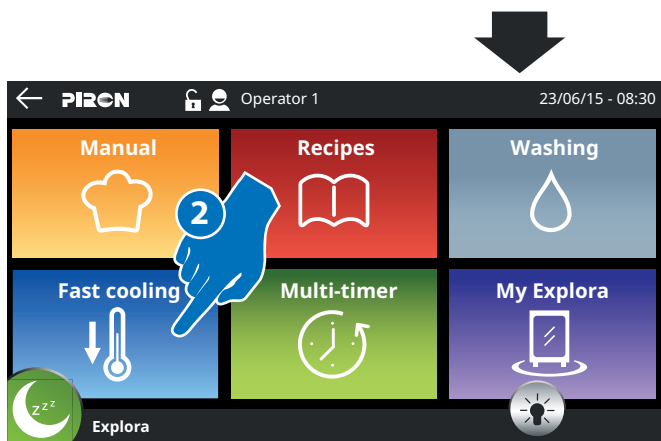 PIRON Operator 1 23/06/15 - 08:30
Manual Recipes Washing
2
Fast cooling Multi-timer My Explora
zzz
Explora